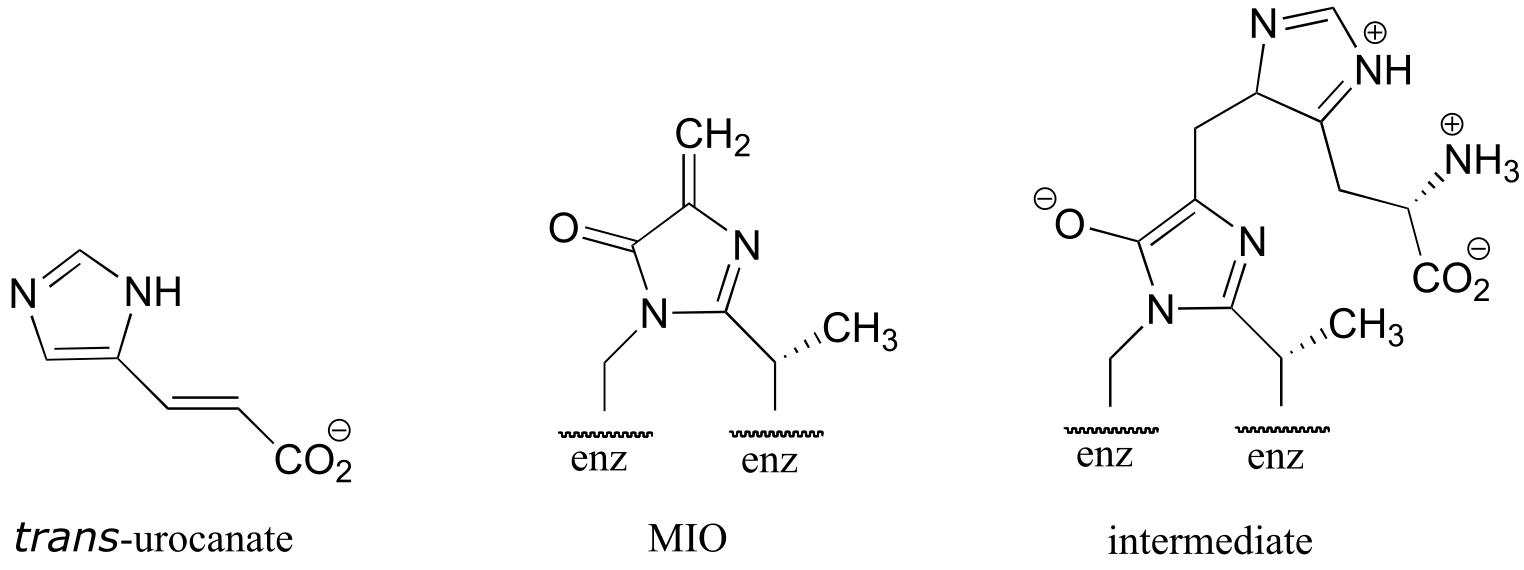 N
NH
CO2 ⊖
trans-urocanate
CH2
O
N
N
CH3
enz
enz
MIO
N
⊕
NH
⊕
NH3
⊖
O
N
⊖
CO2
N
CH3
enz
enz
intermediate